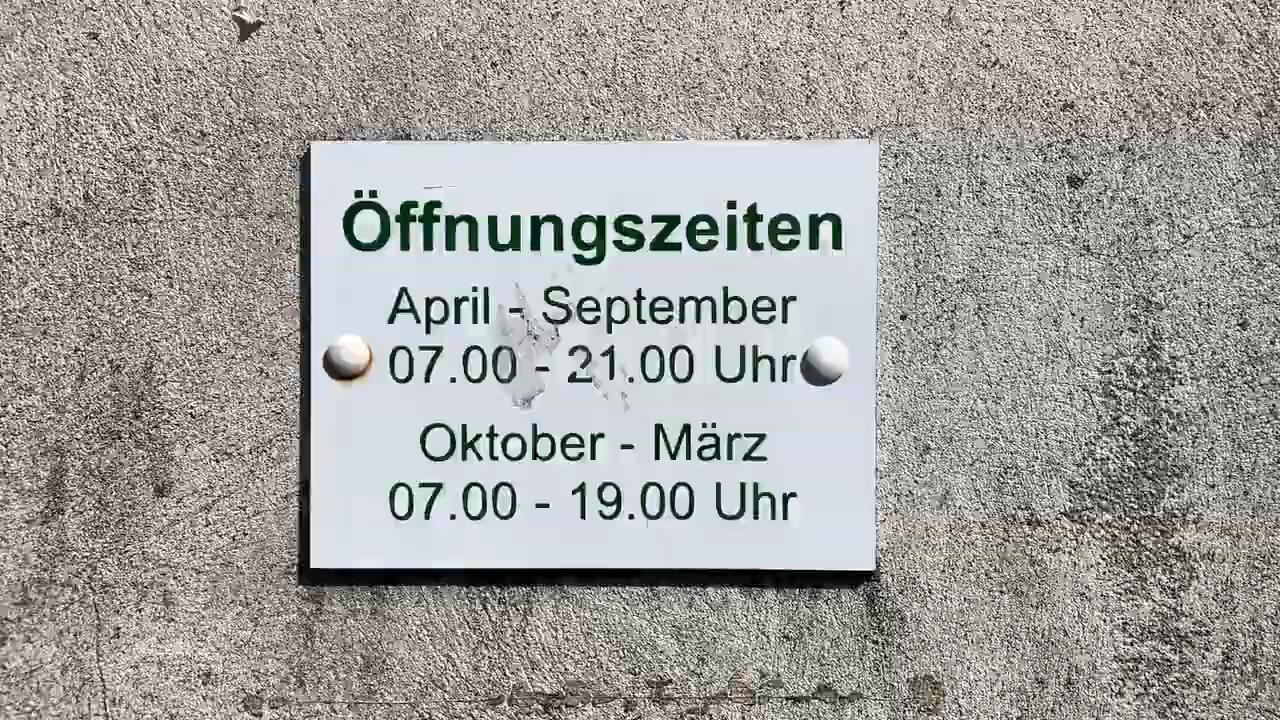 Öffnungszeiten
April - September
07.00 - 21.00 Uhr
Oktober - März
07.00 - 19.00 Uhr